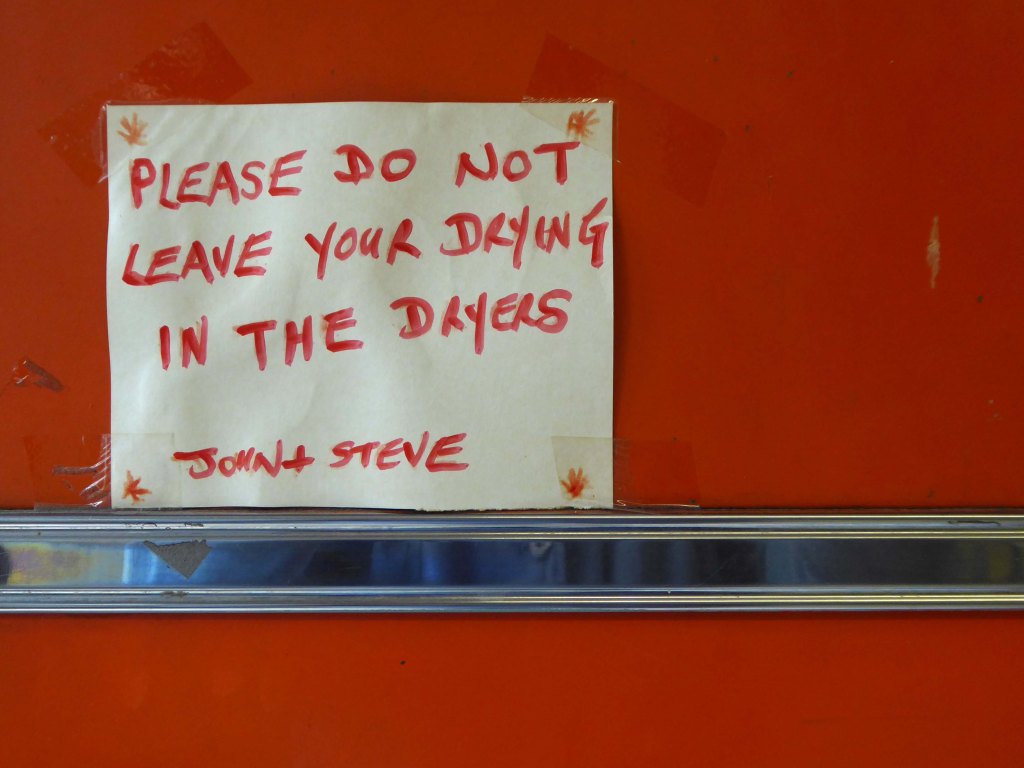 PLEASE DO NOT
LEAVE YOUR DRYING
IN THE DRYERS
JOHN + STEVE